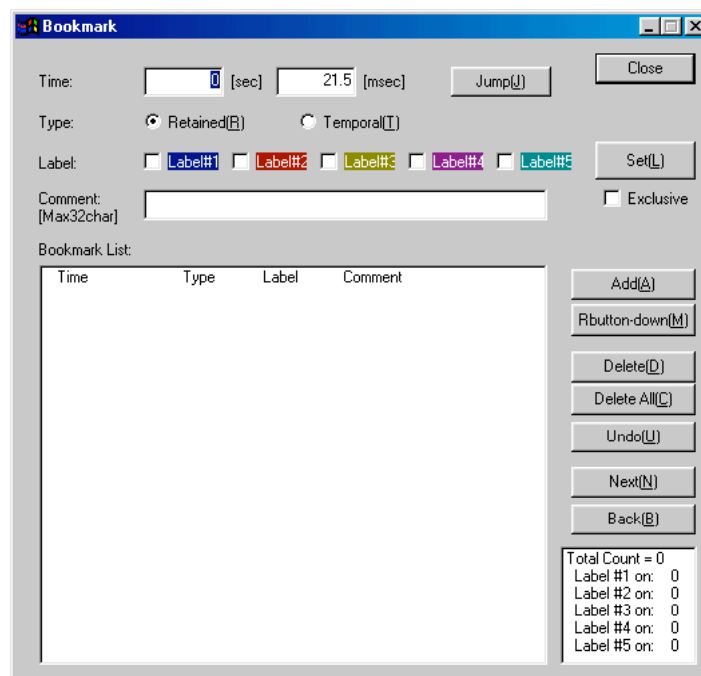 Bookmark
Time: 0 [sec] 21.5 [msec] Jump(J) Close
Type: Retained(R) Temporal(T)
Label: Label#1 Label#2 Label#3 Label#4 Label#5 Set(L)
Comment:
[Max32char]
Exclusive
Bookmark List:
Time Type Label Comment
Add(A)
Rbutton-down(M)
Delete(D)
Delete All(C)
Undo(U)
Next(N)
Back(B)
Total Count = 0
Label #1 on: 0
Label #2 on: 0
Label #3 on: 0
Label #4 on: 0
Label #5 on: 0